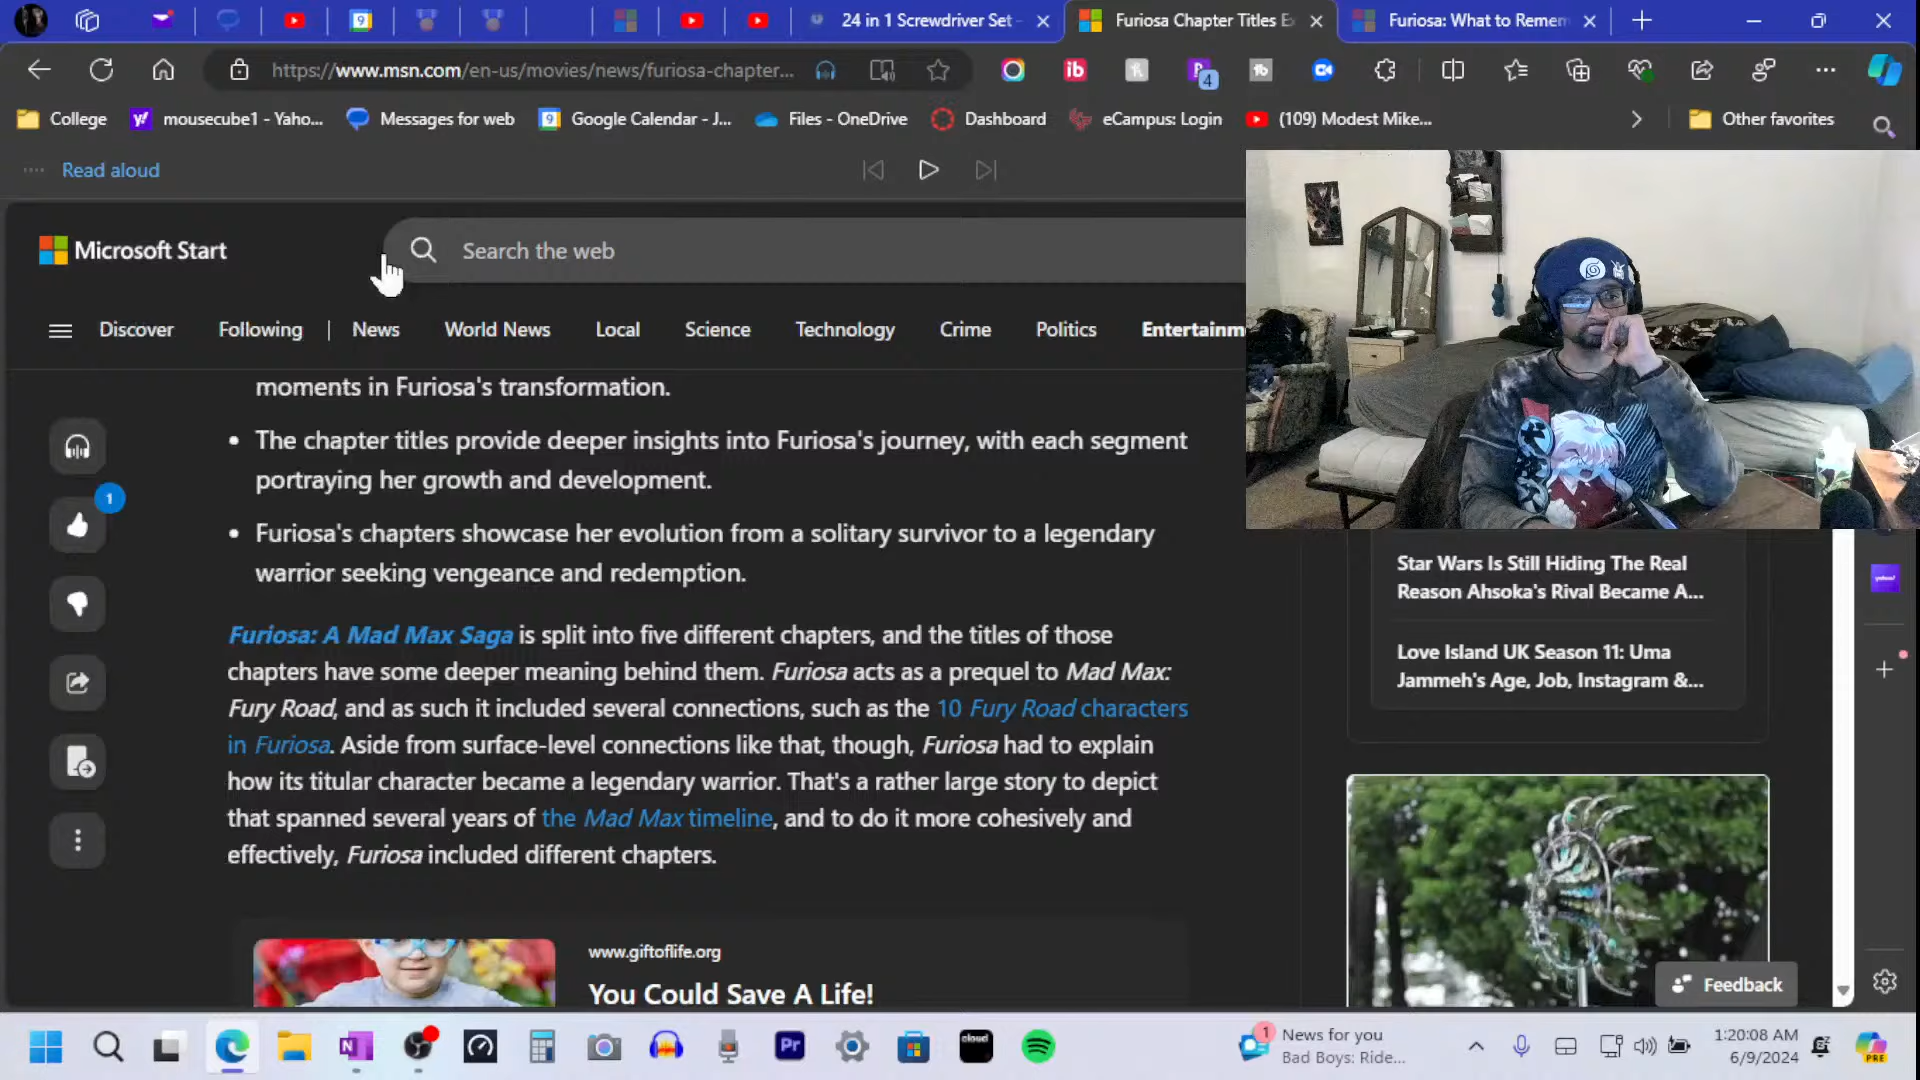 24 in 1 Screwdriver Set
Furiosa Chapter Titles E
Furiosa: What to Remem
https://www.msn.com/en-us/movies/news/furiosa-chapter...
4
College
mousecube1 - Yaho...
Messages for web
Google Calendar - J...
Files - OneDrive
Dashboard
eCampus: Login
(109) Modest Mike...
Other favorites
Read aloud
Microsoft Start
Search the web
Discover
Following
News
World News
Local
Science
Technology
Crime
Politics
Entertainm
moments in Furiosa's transformation.
• The chapter titles provide deeper insights into Furiosa's journey, with each segment
portraying her growth and development.
• Furiosa's chapters showcase her evolution from a solitary survivor to a legendary
warrior seeking vengeance and redemption.
1
Furiosa: A Mad Max Saga is split into five different chapters, and the titles of those
chapters have some deeper meaning behind them. Furiosa acts as a prequel to Mad Max:
Fury Road, and as such it included several connections, such as the 10 Fury Road characters
in Furiosa. Aside from surface-level connections like that, though, Furiosa had to explain
how its titular character became a legendary warrior. That's a rather large story to depict
that spanned several years of the Mad Max timeline, and to do it more cohesively and
effectively, Furiosa included different chapters.
www.giftoflife.org
You Could Save A Life!
Star Wars Is Still Hiding The Real
Reason Ahsoka's Rival Became A...
Love Island UK Season 11: Uma
Jammeh's Age, Job, Instagram &...
Feedback
Pr
cloud
1
News for you
Bad Boys: Ride...
1:20:08 AM
6/9/2024
PRE